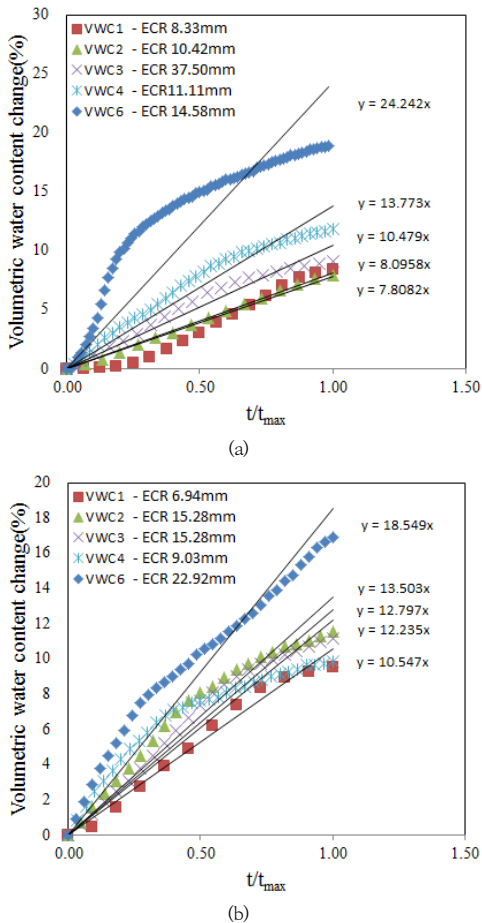 Volumetric water content change(%)
30
25
20
15
10
5
0
VWC1 - ECR 8.33mm
VWC2 - ECR 10.42mm
VWC3 - ECR 37.50mm
VWC4 - ECR11.11mm
VWC6 - ECR 14.58mm
y = 24.242x
y = 13.773x
y = 10.479x
y = 8.0958x
y = 7.8082x
0.00 0.50 1.00 1.50
t/tmax
(a)
Volumetric water content change(%)
20
18
16
14
12
10
8
6
4
2
0
VWC1 - ECR 6.94mm
VWC2 - ECR 15.28mm
VWC3 - ECR 15.28mm
VWC4 - ECR 9.03mm
VWC6 - ECR 22.92mm
y = 18.549x
y = 13.503x
y = 12.797x
y = 12.235x
y = 10.547x
0.00 0.50 1.00 1.50
t/tmax
(b)